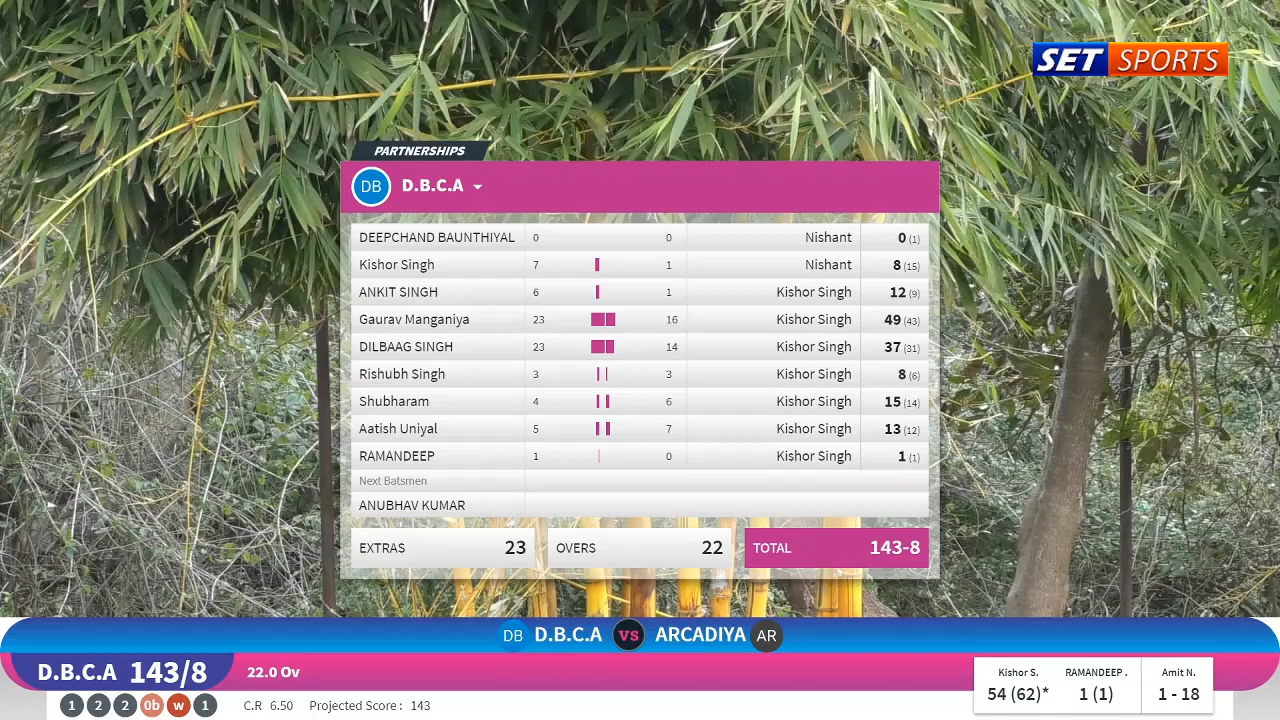 SET SPORTS
PARTNERSHIPS
DB D.B.C.A
DEEPCHAND BAUNTHIYAL 0 0 Nishant 0 (1)
Kishor Singh 7 1 Nishant 8 (15)
ANKIT SINGH 6 1 Kishor Singh 12 (9)
Gaurav Manganiya 23 16 Kishor Singh 49 (43)
DILBAAG SINGH 23 14 Kishor Singh 37 (31)
Rishubh Singh 3 3 Kishor Singh 8 (6)
Shubharam 4 6 Kishor Singh 15 (14)
Aatish Uniyal 5 7 Kishor Singh 13 (12)
RAMANDEEP 1 0 Kishor Singh 1 (1)
Next Batsmen
ANUBHAV KUMAR
EXTRAS 23 OVERS 22 TOTAL 143-8
DB D.B.C.A VS ARCADIYA AR
D.B.C.A 143/8 22.0 Ov
Kishor S. RAMANDEEP . Amit N.
54 (62)* 1 (1) 1 - 18
1 2 2 0b w 1 C.R 6.50 Projected Score : 143